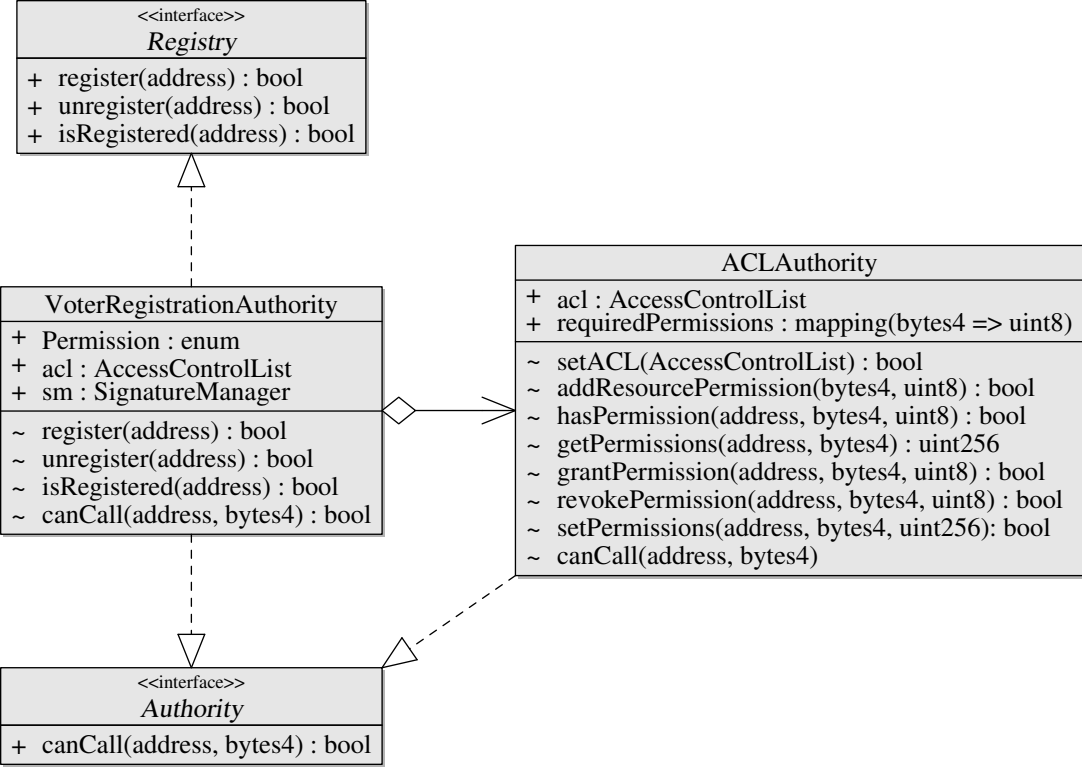 <<interface>>
Registry
+ register(address) : bool
+ unregister(address) : bool
+ isRegistered(address) : bool
VoterRegistrationAuthority
+ Permission : enum
+ acl : AccessControlList
+ sm : SignatureManager
~ register(address) : bool
~ unregister(address) : bool
~ isRegistered(address) : bool
~ canCall(address, bytes4) : bool
ACLAuthority
+ acl : AccessControlList
+ requiredPermissions : mapping(bytes4 => uint8)
~ setACL(AccessControlList) : bool
~ addResourcePermission(bytes4, uint8) : bool
~ hasPermission(address, bytes4, uint8) : bool
~ getPermissions(address, bytes4) : uint256
~ grantPermission(address, bytes4, uint8) : bool
~ revokePermission(address, bytes4, uint8) : bool
~ setPermissions(address, bytes4, uint256): bool
~ canCall(address, bytes4)
<<interface>>
Authority
+ canCall(address, bytes4) : bool